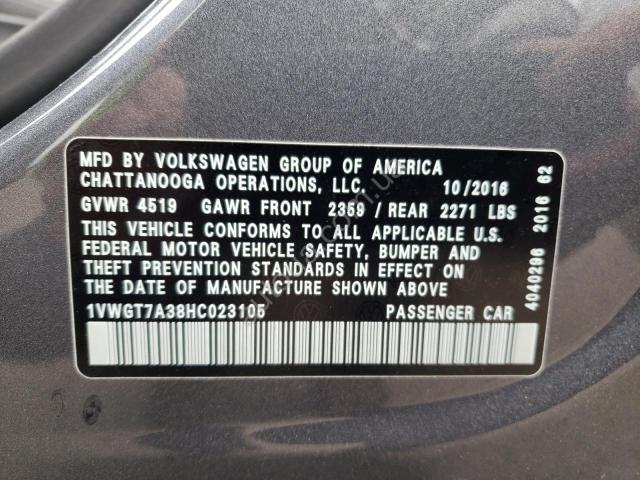 MFD BY VOLKSWAGEN GROUP OF AMERICA
CHATTANOOGA OPERATIONS, LLC. 10/2016
GVWR 4519 GAWR FRONT 2359 / REAR 2271 LBS
THIS VEHICLE CONFORMS TO ALL APPLICABLE U.S.
FEDERAL MOTOR VEHICLE SAFETY, BUMPER AND
THEFT PREVENTION STANDARDS IN EFFECT ON
THE DATE OF MANUFACTURE SHOWN ABOVE.
1VWGT7A38HC023105 PASSENGER CAR
4040296 2016 62